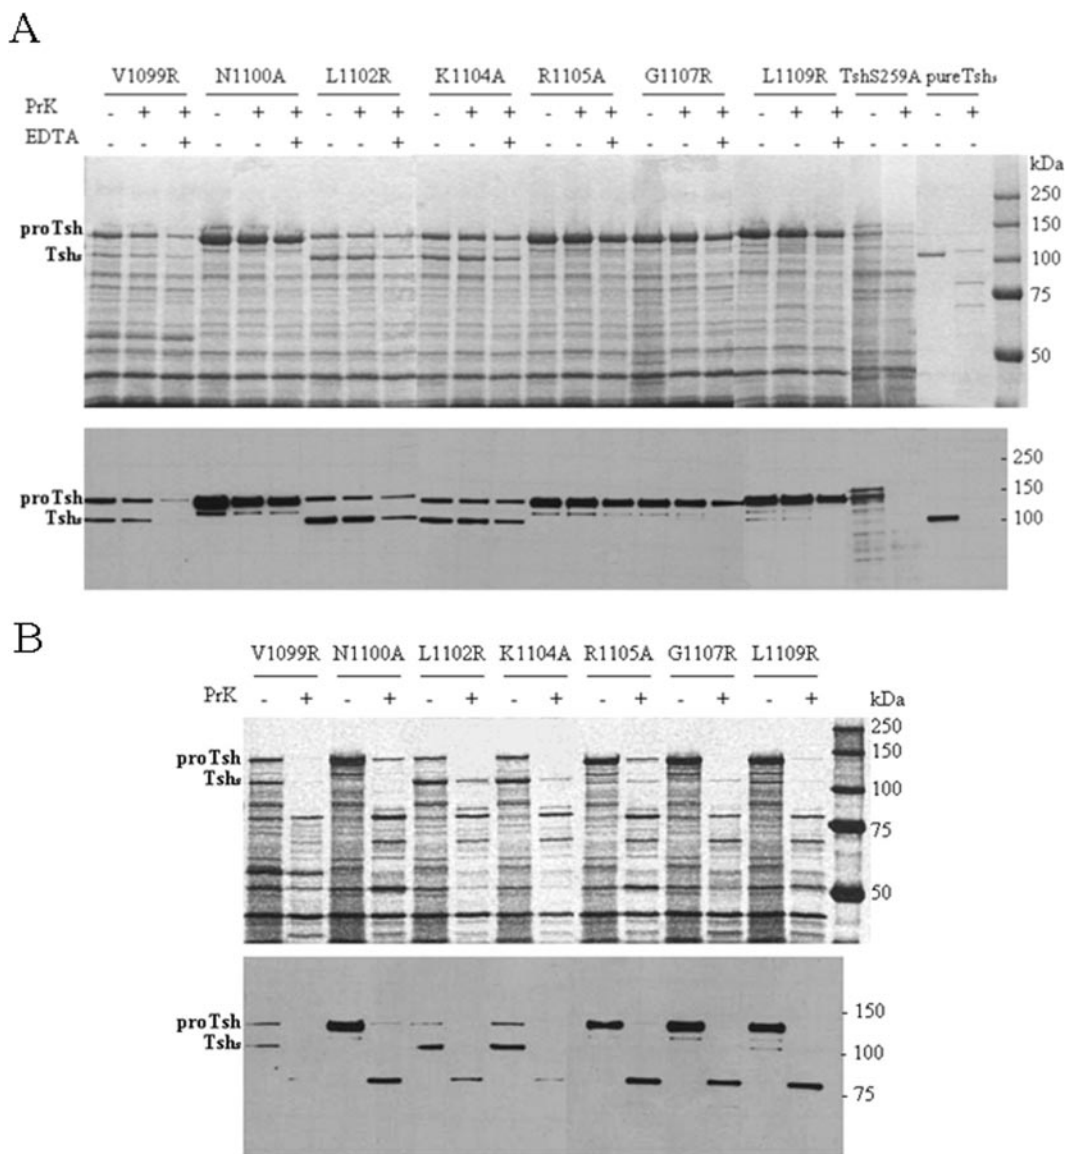 A
V1099R N1100A L1102R K1104A R1105A G1107R L1109R TshS259A pureTshs
PrK - + + - + + - + + - + + - + + - + + - + + - + - +
EDTA - - + - - + - - + - - + - - + - - + - - + - - - -
kDa
250
proTsh 150
Tshs 100
75
50
250
proTsh - 150
Tshs - 100
B
V1099R N1100A L1102R K1104A R1105A G1107R L1109R
PrK - + - + - + - + - + - + - + kDa
250
proTsh 150
Tshs 100
75
50
proTsh - 150
Tshs - 100
- 75